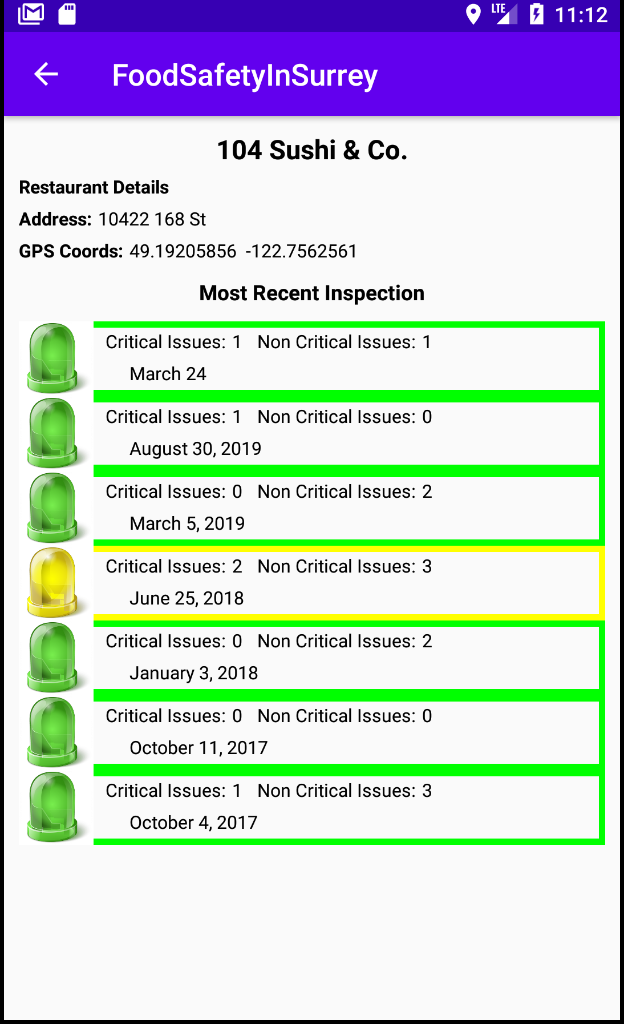 LTE 11:12
FoodSafetyInSurrey
104 Sushi & Co.
Restaurant Details
Address: 10422 168 St
GPS Coords: 49.19205856 -122.7562561
Most Recent Inspection
Critical Issues: 1 Non Critical Issues: 1
March 24
Critical Issues: 1 Non Critical Issues: 0
August 30, 2019
Critical Issues: 0 Non Critical Issues: 2
March 5, 2019
Critical Issues: 2 Non Critical Issues: 3
June 25, 2018
Critical Issues: 0 Non Critical Issues: 2
January 3, 2018
Critical Issues: 0 Non Critical Issues: 0
October 11, 2017
Critical Issues: 1 Non Critical Issues: 3
October 4, 2017